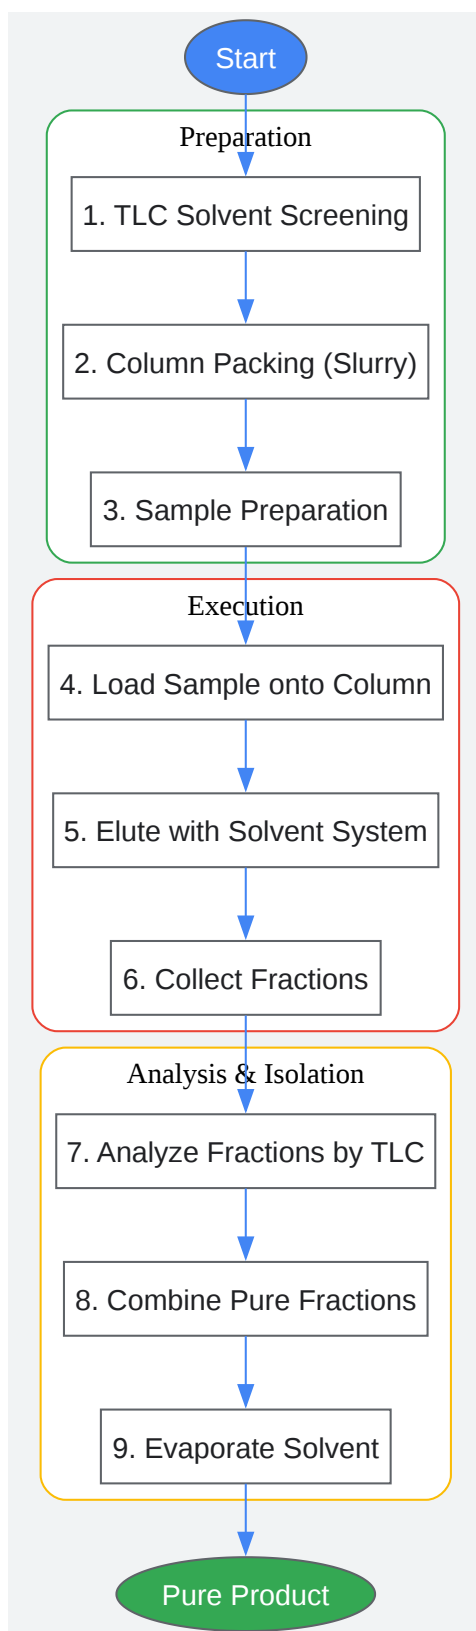 Start
Preparation
1. TLC Solvent Screening
2. Column Packing (Slurry)
3. Sample Preparation
Execution
4. Load Sample onto Column
5. Elute with Solvent System
6. Collect Fractions
Analysis & Isolation
7. Analyze Fractions by TLC
8. Combine Pure Fractions
9. Evaporate Solvent
Pure Product